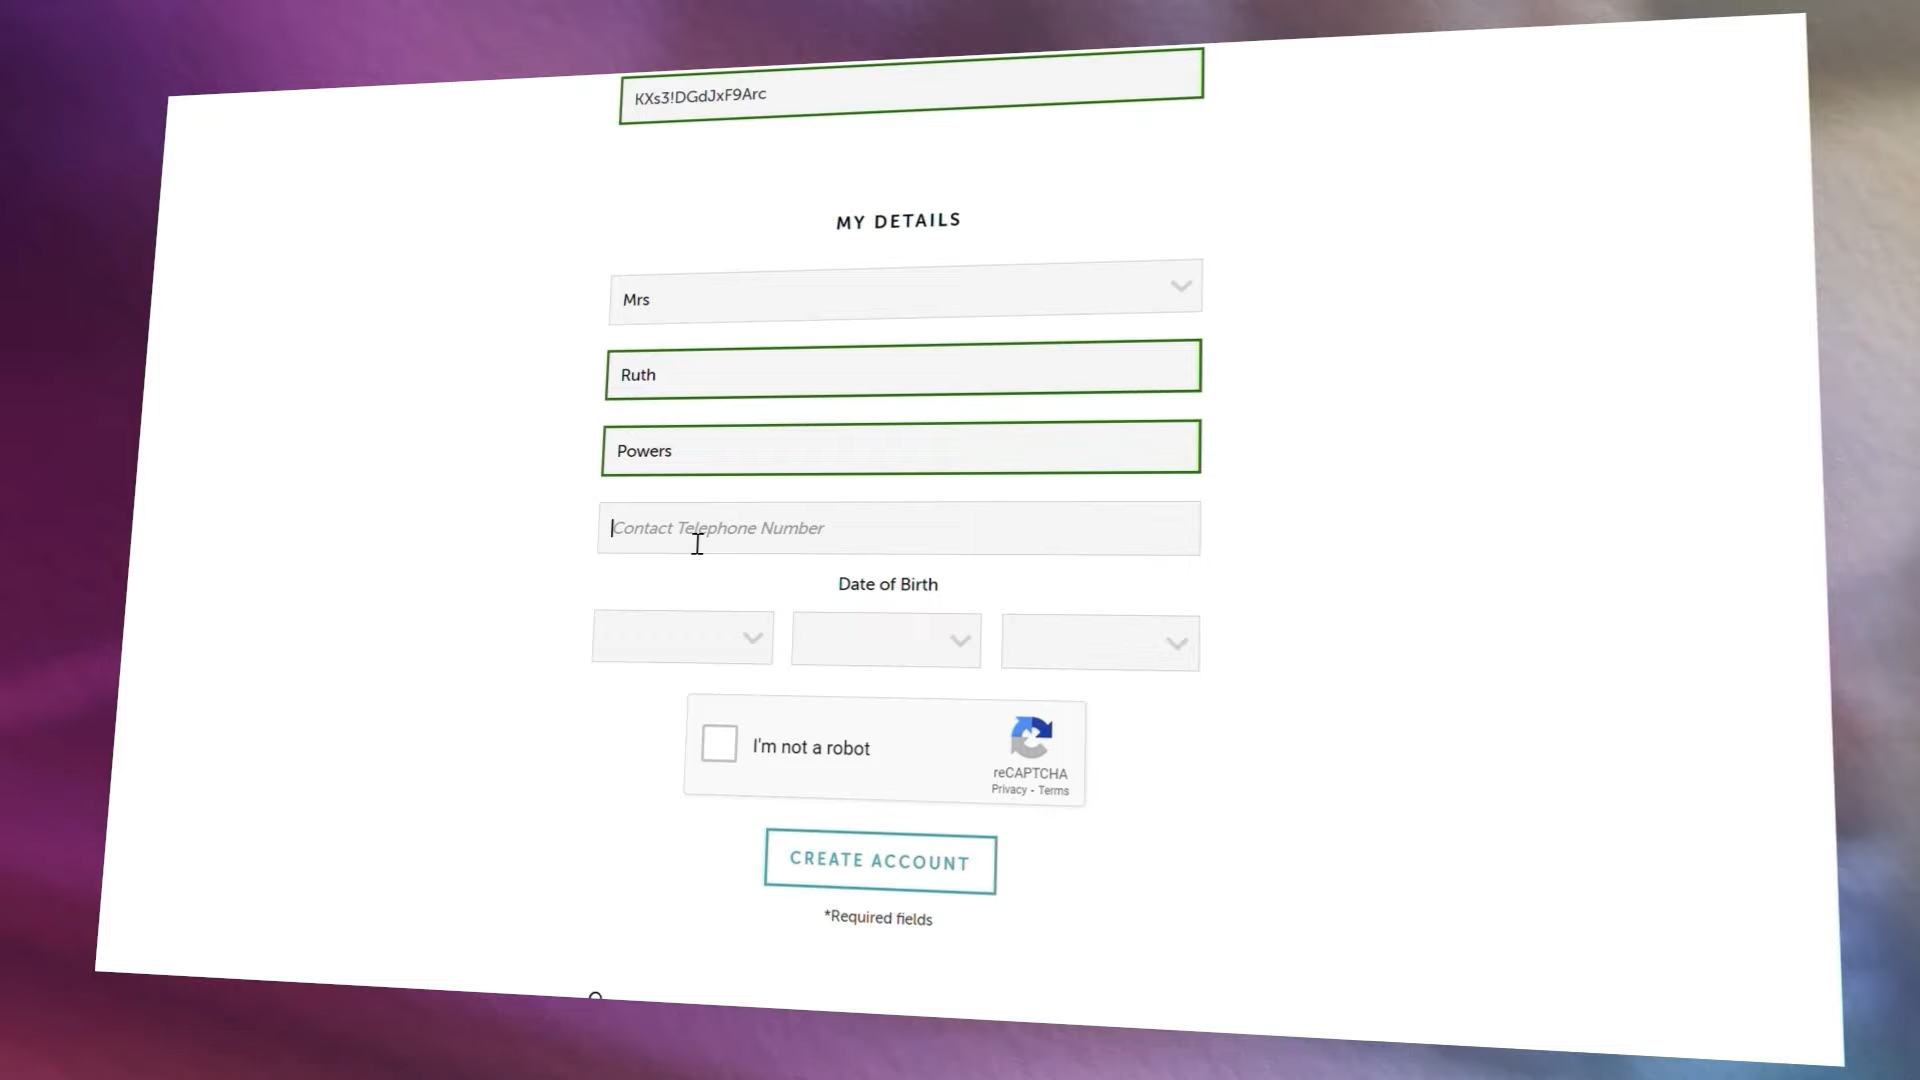 KXs3!DGdJxF9Arc
MY DETAILS
Mrs
Ruth
Powers
Contact Telephone Number
Date of Birth
I'm not a robot
reCAPTCHA
Privacy - Terms
CREATE ACCOUNT
*Required fields